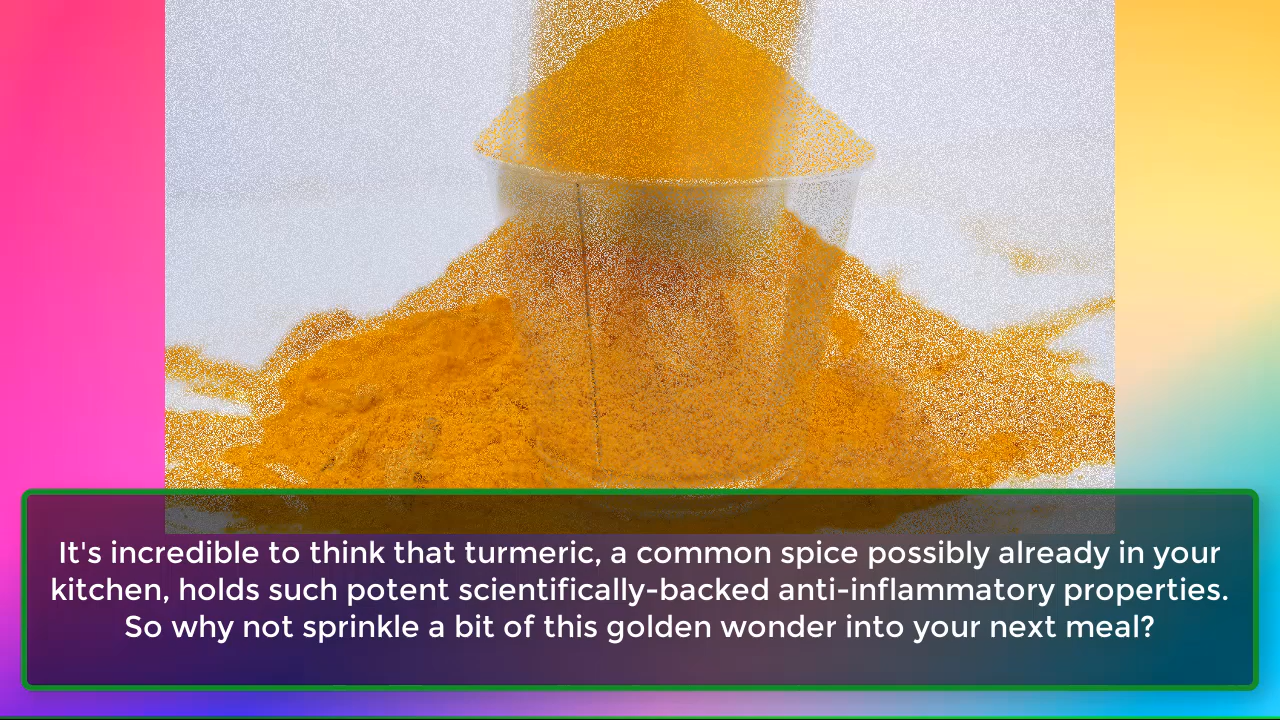 It's incredible to think that turmeric, a common spice possibly already in your
kitchen, holds such potent scientifically-backed anti-inflammatory properties.
So why not sprinkle a bit of this golden wonder into your next meal?